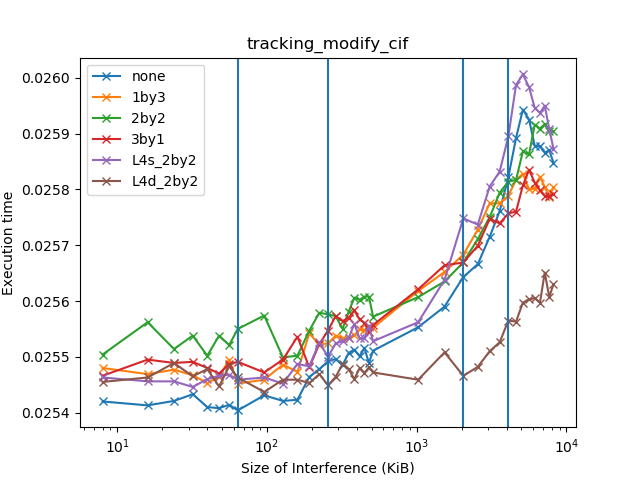 tracking_modify_cif
Execution time
0.0260
0.0259
0.0258
0.0257
0.0256
0.0255
0.0254
none
1by3
2by2
3by1
L4s_2by2
L4d_2by2
10¹
10²
10³
10⁴
Size of Interference (KiB)